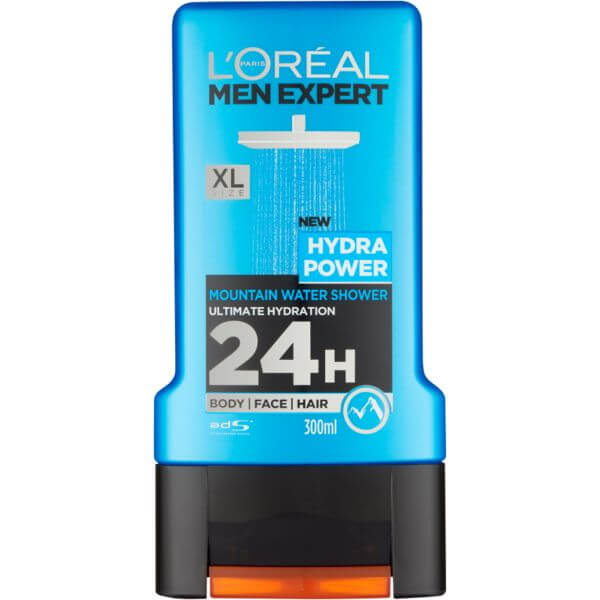 L'ORÉAL
PARIS
MEN EXPERT
XL
SIZE
NEW
HYDRA
POWER
MOUNTAIN WATER SHOWER
ULTIMATE HYDRATION
24H
BODY | FACE | HAIR
ads
300ml